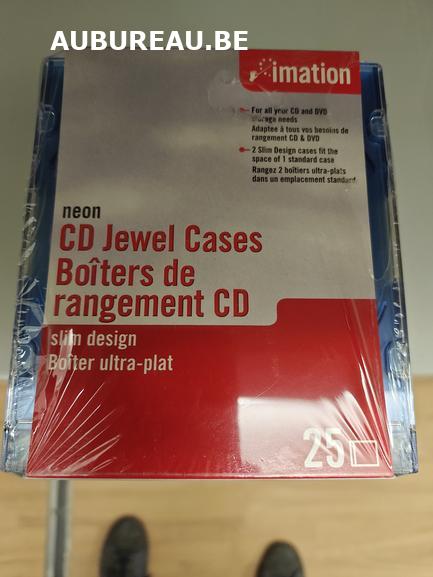 AUBUREAU.BE
imation
For all your CD and DVD
storage needs
Adaptée à tous vos besoins de
rangement CD & DVD
2 Slim Design cases fit the
space of 1 standard case
Rangez 2 boîtiers ultra-plats
dans un emplacement standard
neon
CD Jewel Cases
Boîters de
rangement CD
slim design
Boîter ultra-plat
25